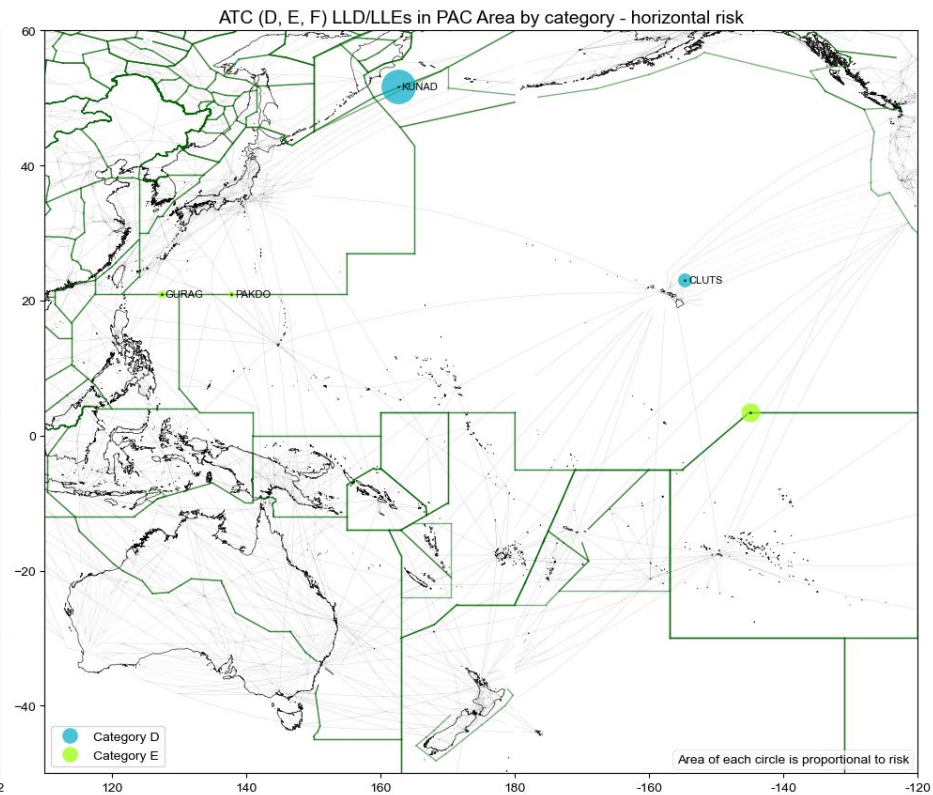 ATC (D, E, F) LLD/LLEs in PAC Area by category - horizontal risk
60
KUNAD
40
CLUTS
GURAG
PAKDO
20
0
−20
−40
Category D
Category E
Area of each circle is proportional to risk
2
120
140
160
180
-160
-140
-120